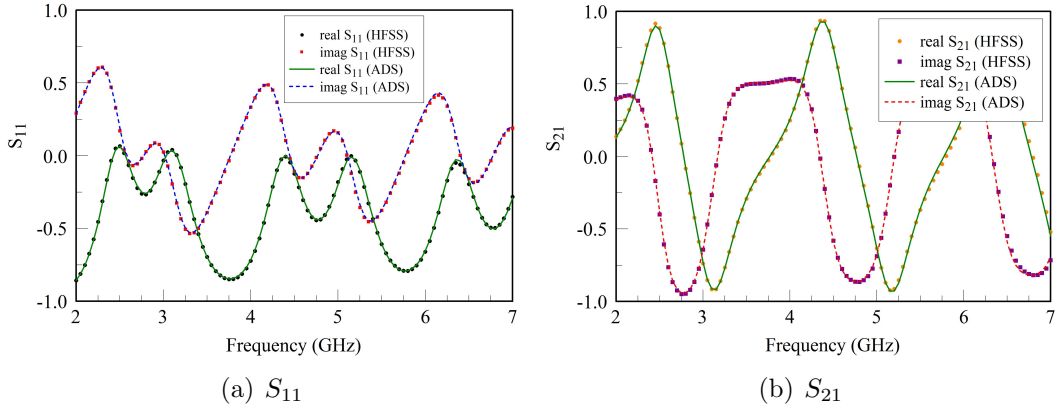 1.0
0.5
0.0
-0.5
-1.0
S11
real S11 (HFSS)
imag S11 (HFSS)
real S11 (ADS)
imag S11 (ADS)
2 3 4 5 6 7
Frequency (GHz)
(a) S11
1.0
0.5
0.0
-0.5
-1.0
S21
real S21 (HFSS)
imag S21 (HFSS)
real S21 (ADS)
imag S21 (ADS)
2 3 4 5 6 7
Frequency (GHz)
(b) S21